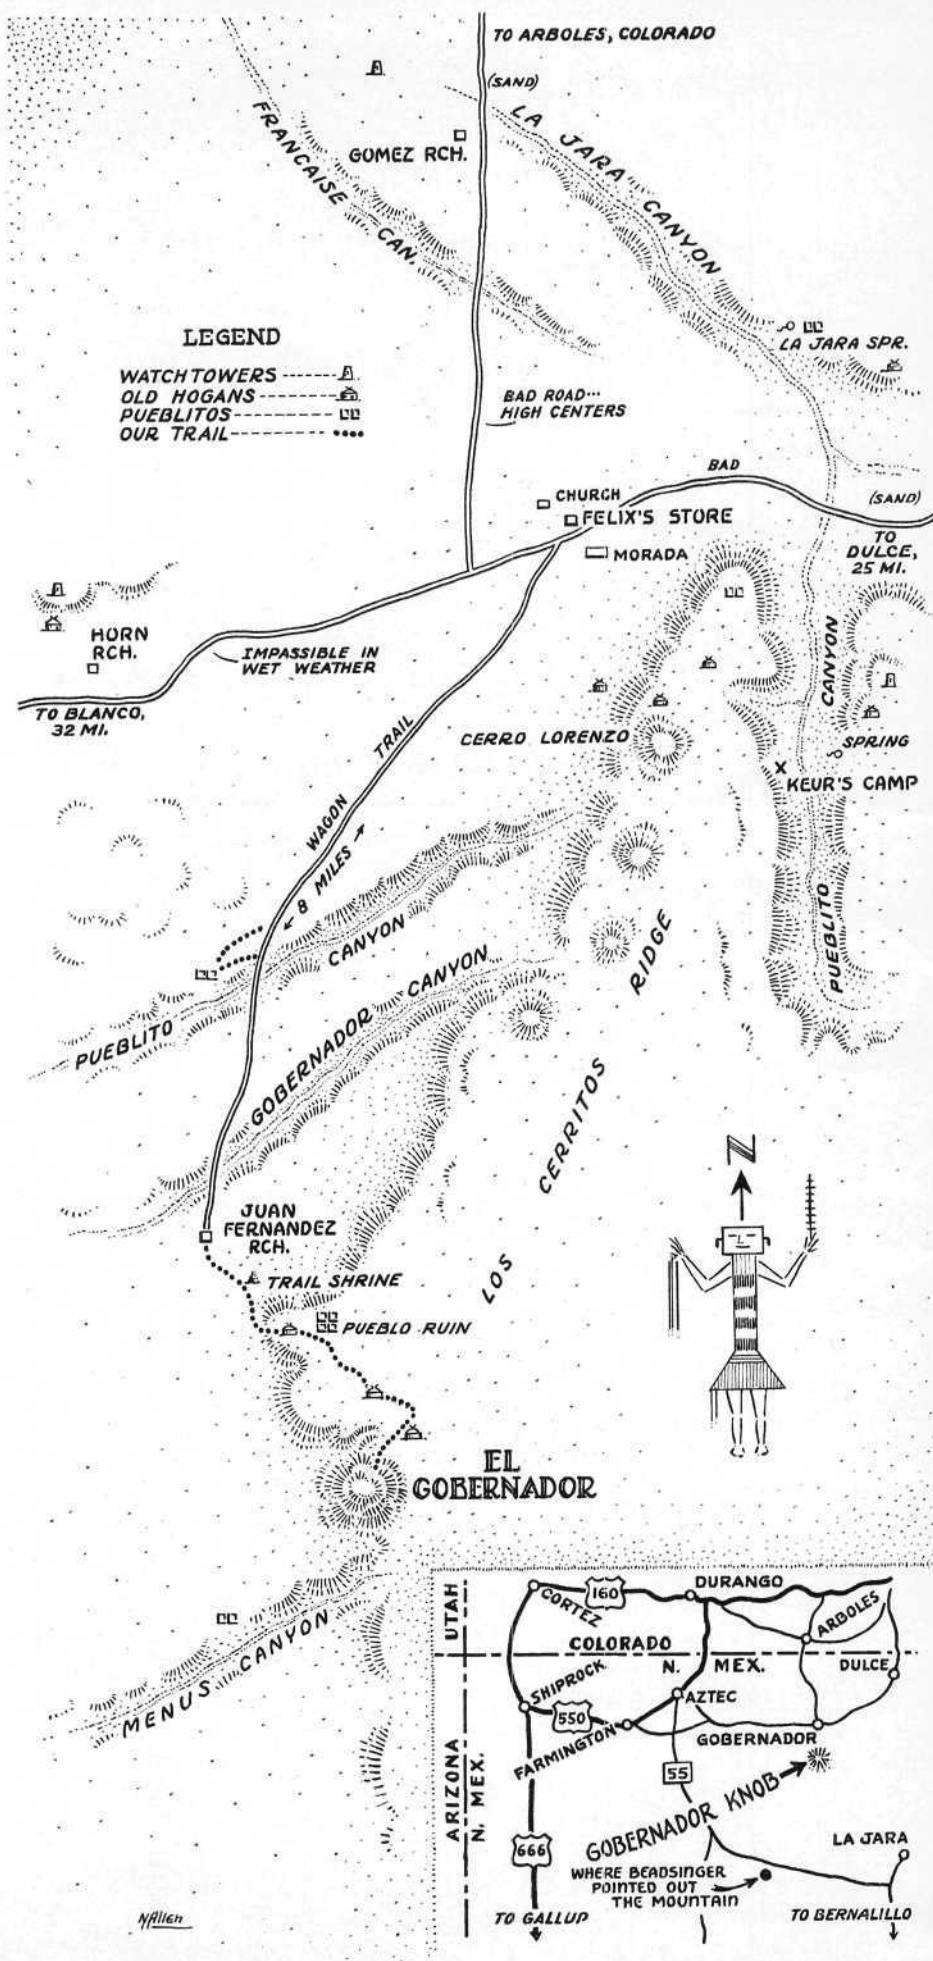 TO ARBOLES, COLORADO
(SAND)
LA JARA CANYON
GOMEZ RCH.
FRANCAISE CAN.
LA JARA SPR.
LEGEND
WATCHTOWERS
OLD HOGANS
PUEBLITOS
OUR TRAIL
BAD ROAD...
HIGH CENTERS
BAD
(SAND)
CHURCH
FELIX'S STORE
MORADA
TO
DULCE,
25 MI.
HORN
RCH.
IMPASSIBLE IN
WET WEATHER
TO BLANCO,
32 MI.
WAGON TRAIL
8 MILES
CERRO LORENZO
CANYON
SPRING
X
KEUR'S CAMP
PUEBLITO
PUEBLITO CANYON
GOBERNADOR CANYON
LOS CERRITOS RIDGE
N
JUAN
FERNANDEZ
RCH.
TRAIL SHRINE
PUEBLO RUIN
EL
GOBERNADOR
MENUS CANYON
UTAH
CORTEZ
160
DURANGO
ARBOLES
COLORADO
N. MEX.
DULCE
SHIPROCK
550
AZTEC
FARMINGTON
GOBERNADOR
ARIZONA
N. MEX.
55
GOBERNADOR KNOB
666
LA JARA
WHERE BEADSINGER
POINTED OUT
THE MOUNTAIN
TO GALLUP
TO BERNALILLO
NAllen